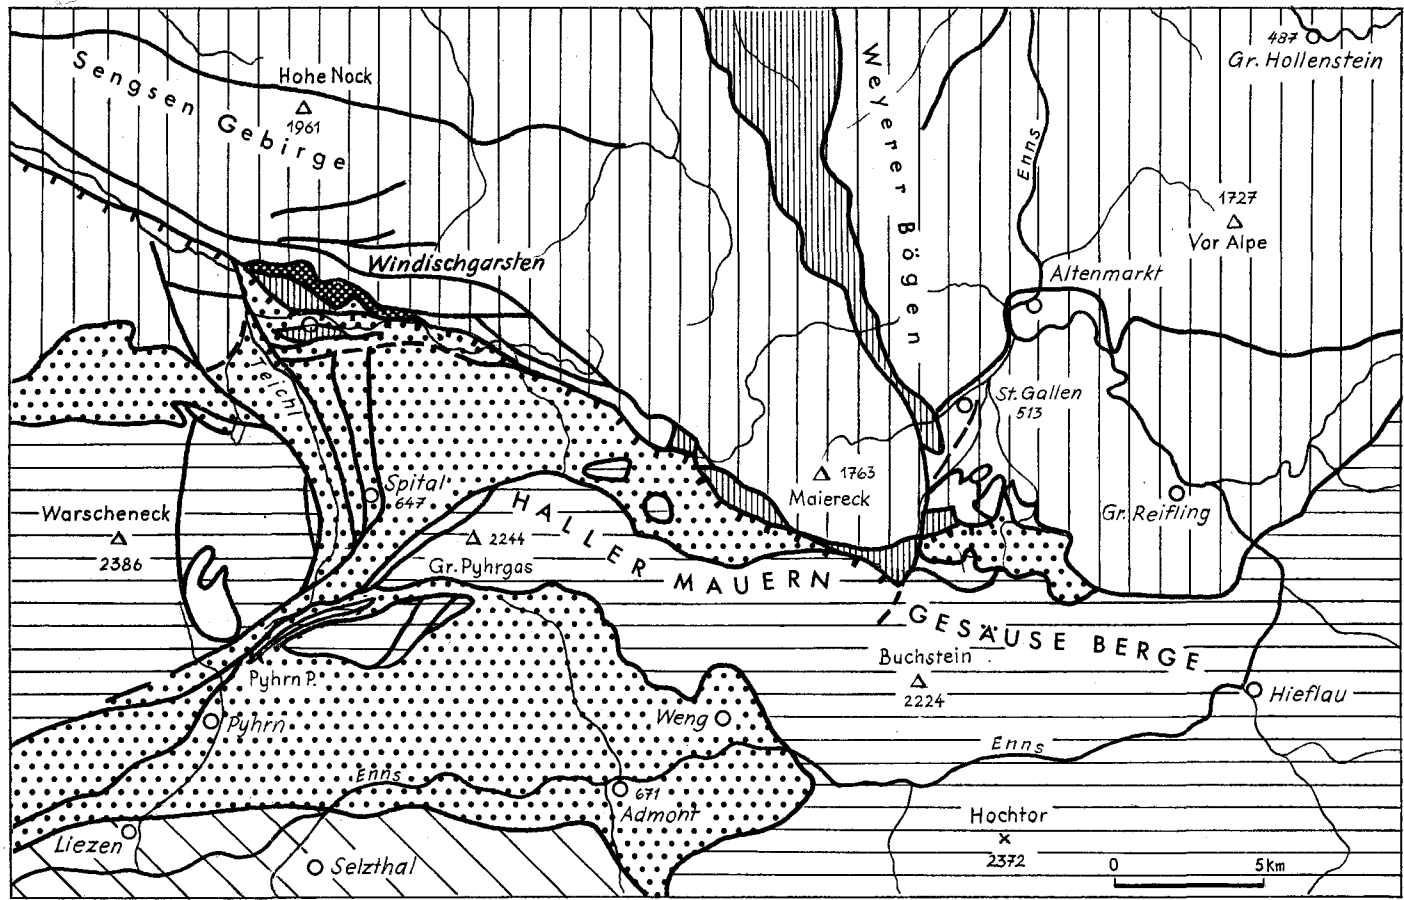 487
Gr. Hollenstein
Sengsen Gebirge
Hohe Nock
1961
Weyerer Bögen
Enns
1727
Vor Alpe
Windischgarsten
Altenmarkt
Teichl
St. Gallen
513
Spital
647
1763
Maiereck
Gr. Reifling
Warscheneck
2386
HALLER MAUERN
2244
Gr. Pyhrgas
GESÄUSE BERGE
Buchstein
2224
Pyhrn P.
Hieflau
Pyhrn
Weng
Enns
Enns
671
Admont
Hochtor
2372
Liezen
Selzthal
0 5 km